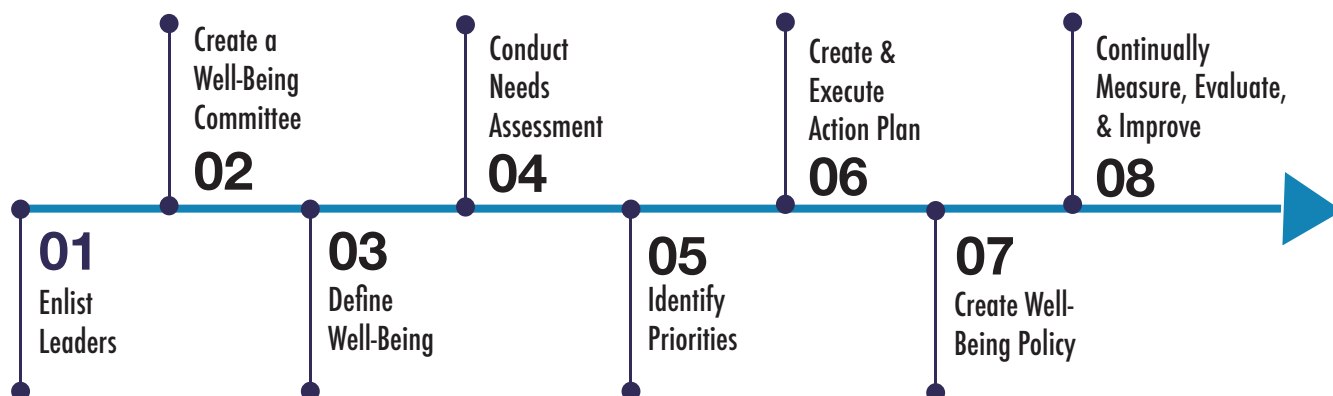 01
Enlist
Leaders
Create a
Well-Being
Committee
02
03
Define
Well-Being
Conduct
Needs
Assessment
04
05
Identify
Priorities
Create &
Execute
Action Plan
06
07
Create Well-
Being Policy
Continually
Measure, Evaluate,
& Improve
08